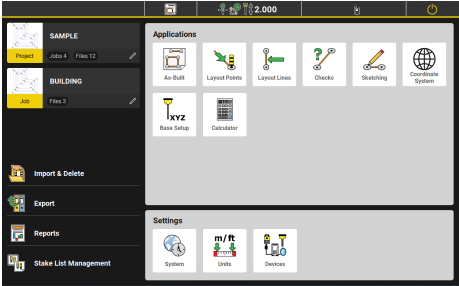 2.000
SAMPLE
Project
Jobs 4
Files 12
BUILDING
Job
Files 3
Import & Delete
Export
Reports
Stake List Management
Applications
As-Built
Layout Points
Layout Lines
Checks
Sketching
Coordinate
System
XYZ
Base Setup
Calculator
Settings
m/ft
System
Units
Devices